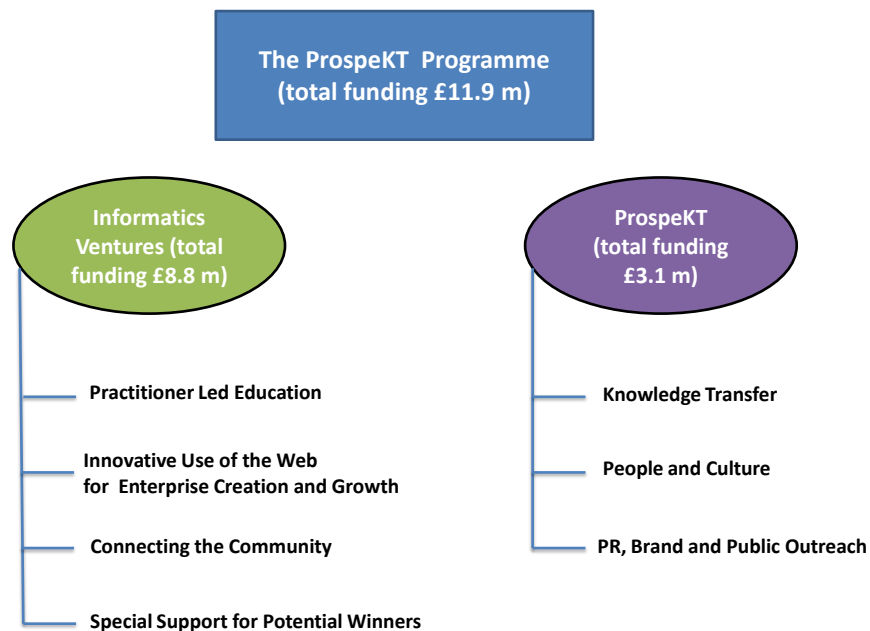 The ProspeKT Programme
(total funding £11.9 m)
Informatics
Ventures (total
funding £8.8 m)
Practitioner Led Education
Innovative Use of the Web
for Enterprise Creation and Growth
Connecting the Community
Special Support for Potential Winners
ProspeKT
(total funding
£3.1 m)
Knowledge Transfer
People and Culture
PR, Brand and Public Outreach